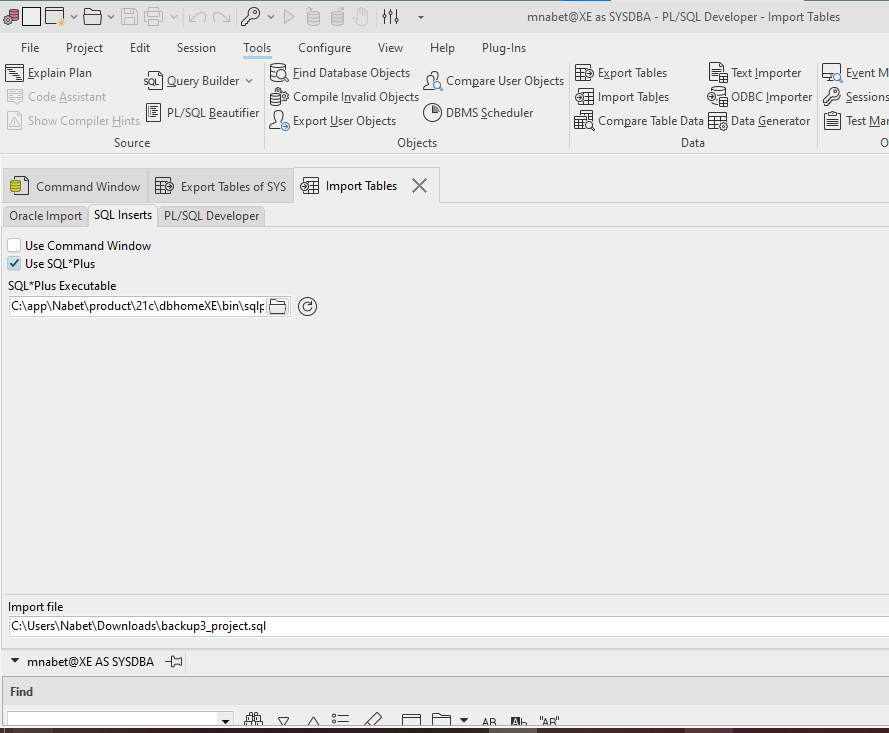 mnabet@XE as SYSDBA - PL/SQL Developer - Import Tables
File Project Edit Session Tools Configure View Help Plug-Ins
Explain Plan
Code Assistant
Show Compiler Hints
SQL Query Builder
PL/SQL Beautifier
Source
Find Database Objects
Compile Invalid Objects
Export User Objects
Compare User Objects
DBMS Scheduler
Objects
Export Tables
Import Tables
Compare Table Data
Text Importer
ODBC Importer
Data Generator
Data
Event M
Sessions
Test Mar
O
Command Window Export Tables of SYS Import Tables
Oracle Import SQL Inserts PL/SQL Developer
Use Command Window
Use SQL*Plus
SQL*Plus Executable
C:\app\Nabet\product\21c\dbhomeXE\bin\sqlp
Import file
C:\Users\Nabet\Downloads\backup3_project.sql
mnabet@XE AS SYSDBA
Find
AB Ab "AB"